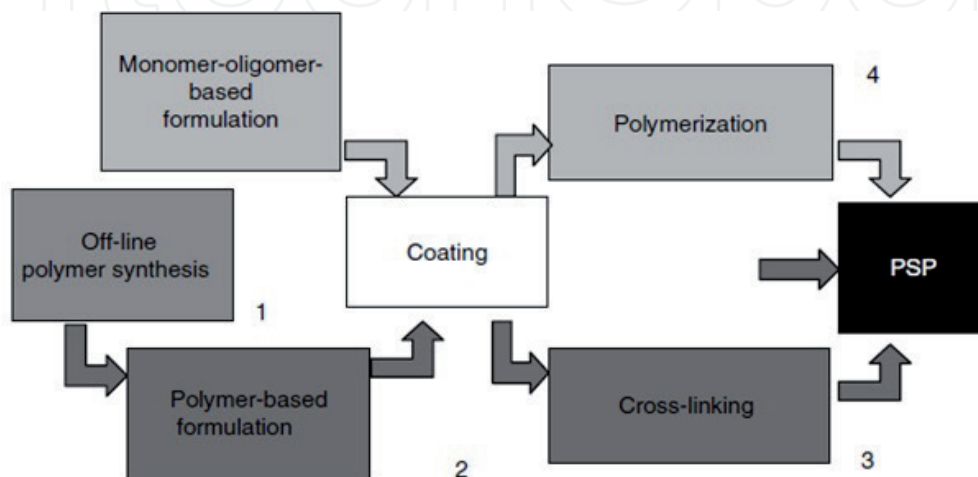 Monomer-oligomer-
based
formulation
4
Polymerization
Off-line
polymer synthesis
Coating
PSP
1
Polymer-based
formulation
Cross-linking
2
3